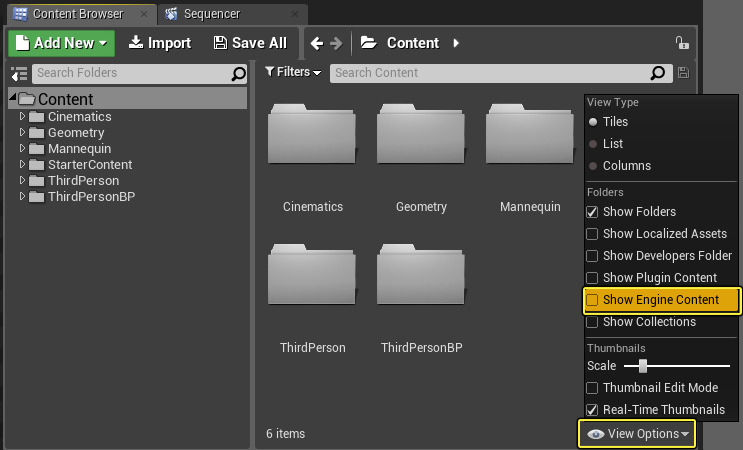 Content Browser
Sequencer
Add New
Import
Save All
Content
Search Folders
Filters
Search Content
Content
Cinematics
Geometry
Mannequin
StarterContent
ThirdPerson
ThirdPersonBP
Cinematics
Geometry
Mannequin
ThirdPerson
ThirdPersonBP
6 items
View Type
Tiles
List
Columns
Folders
Show Folders
Show Localized Assets
Show Developers Folder
Show Plugin Content
Show Engine Content
Show Collections
Thumbnails
Scale
Thumbnail Edit Mode
Real-Time Thumbnails
View Options